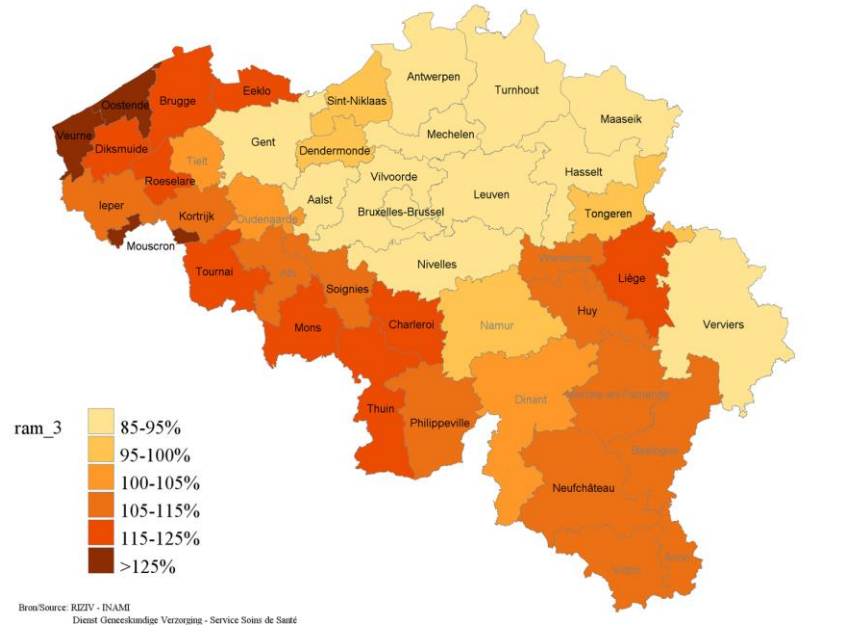 Antwerpen
Turnhout
Oostende
Brugge
Eeklo
Sint-Niklaas
Maaseik
Veurne
Diksmuide
Gent
Mechelen
Dendermonde
Tielt
Hasselt
Vilvoorde
Roeselare
Leuven
Aalst
Ieper
Kortrijk
Oudenaarde
Bruxelles-Brussel
Tongeren
Mouscron
Nivelles
Waremme
Tournai
Ath
Liège
Soignies
Huy
Mons
Charleroi
Namur
Verviers
Marche-en-Famenne
Dinant
Thuin
Philippeville
ram_3
85-95%
95-100%
100-105%
105-115%
115-125%
>125%
Bastogne
Neufchâteau
Virton
Arlon
Bron/Source: RIZIV - INAMI
Dienst Geneeskundige Verzorging - Service Soins de Santé